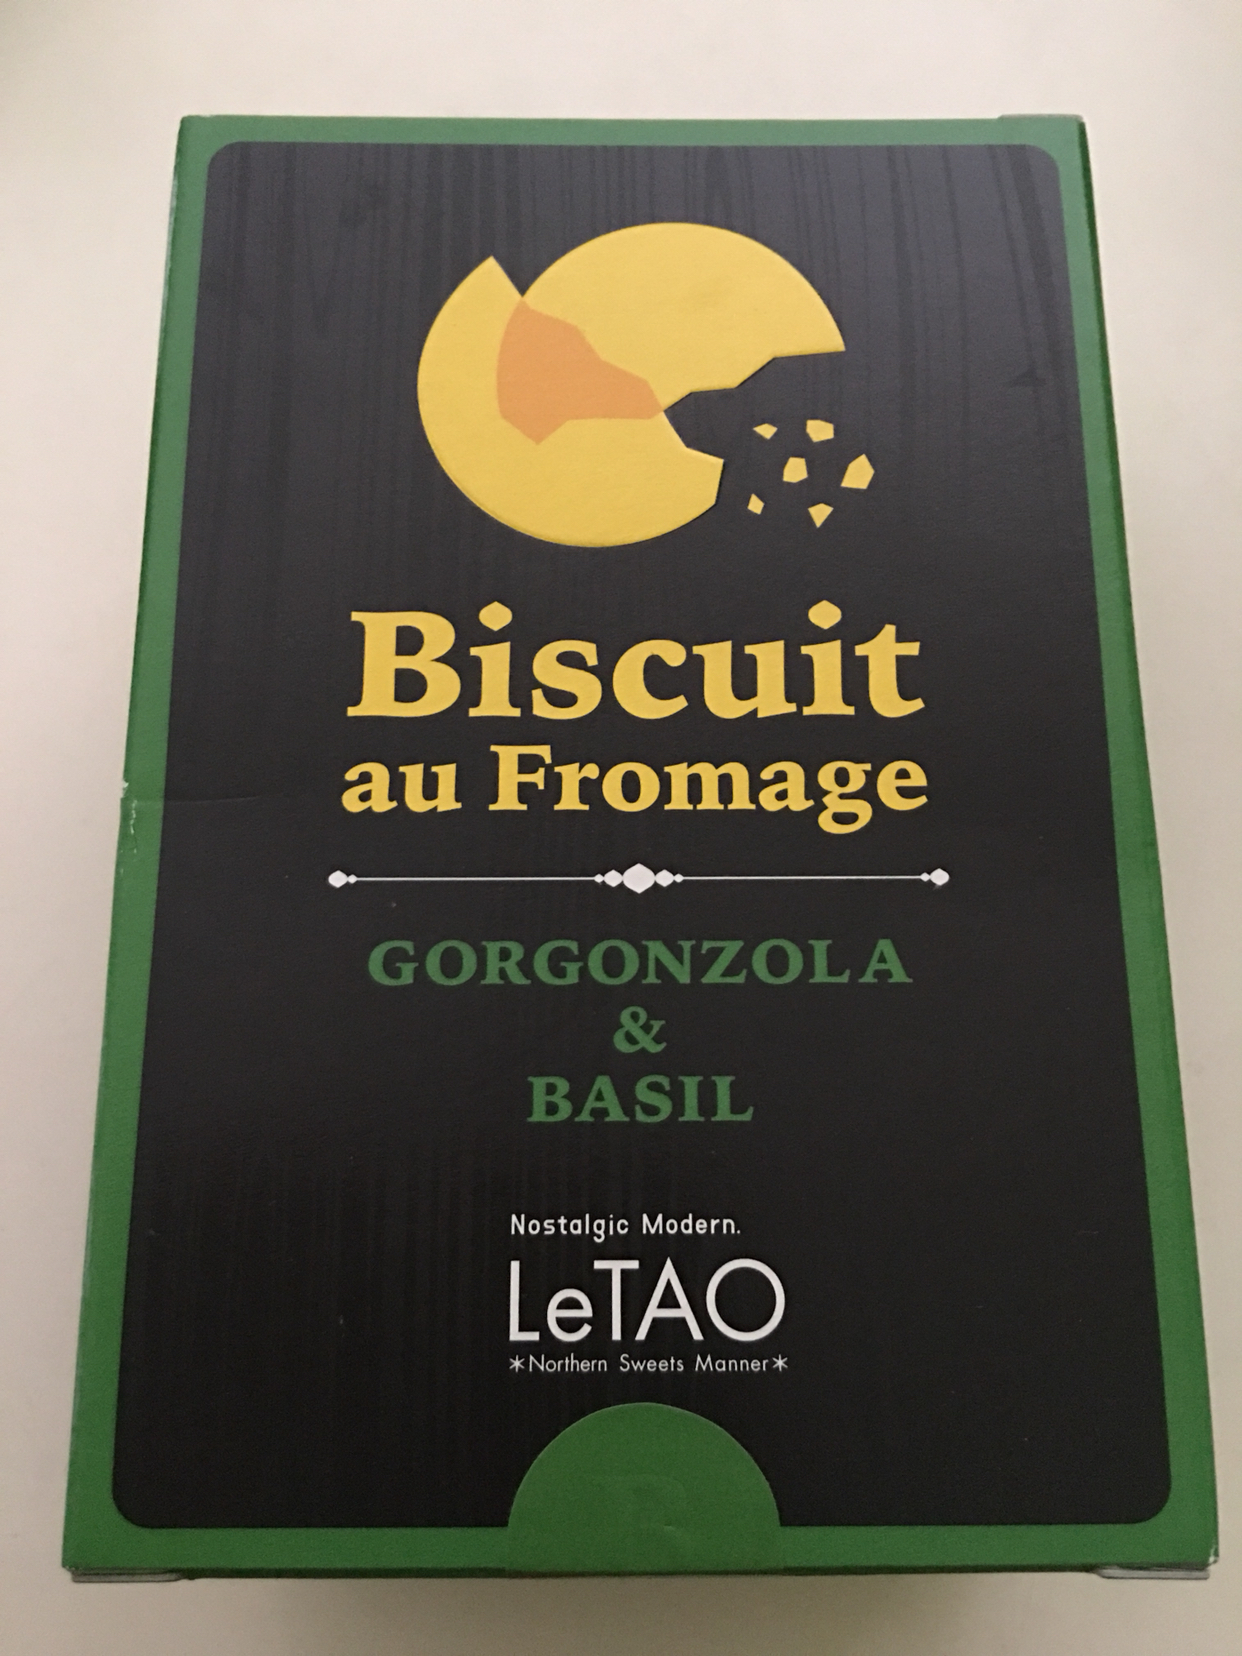 Biscuit
au Fromage
GORGONZOLA
&
BASIL
Nostalgic Modern.
LeTAO
*Northern Sweets Manner*